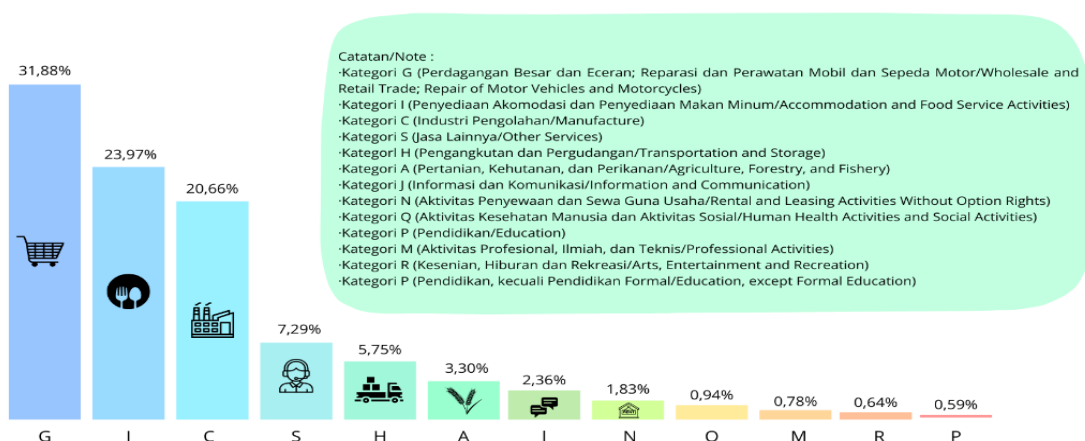 Catatan/Note :
·Kategori G (Perdagangan Besar dan Eceran; Reparasi dan Perawatan Mobil dan Sepeda Motor/Wholesale and
Retail Trade; Repair of Motor Vehicles and Motorcycles)
·Kategori I (Penyediaan Akomodasi dan Penyediaan Makan Minum/Accommodation and Food Service Activities)
·Kategori C (Industri Pengolahan/Manufacture)
·Kategori S (Jasa Lainnya/Other Services)
·Kategorl H (Pengangkutan dan Pergudangan/Transportation and Storage)
·Kategori A (Pertanian, Kehutanan, dan Perikanan/Agriculture, Forestry, and Fishery)
·Kategori J (Informasi dan Komunikasi/Information and Communication)
·Kategori N (Aktivitas Penyewaan dan Sewa Guna Usaha/Rental and Leasing Activities Without Option Rights)
·Kategori Q (Aktivitas Kesehatan Manusia dan Aktivitas Sosial/Human Health Activities and Social Activities)
·Kategori P (Pendidikan/Education)
·Kategori M (Aktivitas Profesional, Ilmiah, dan Teknis/Professional Activities)
·Kategori R (Kesenian, Hiburan dan Rekreasi/Arts, Entertainment and Recreation)
·Kategori P (Pendidikan, kecuali Pendidikan Formal/Education, except Formal Education)
31,88%
23,97%
20,66%
7,29%
5,75%
3,30%
2,36%
1,83%
0,94%
0,78%
0,64%
0,59%
G I C S H A J N Q M R P